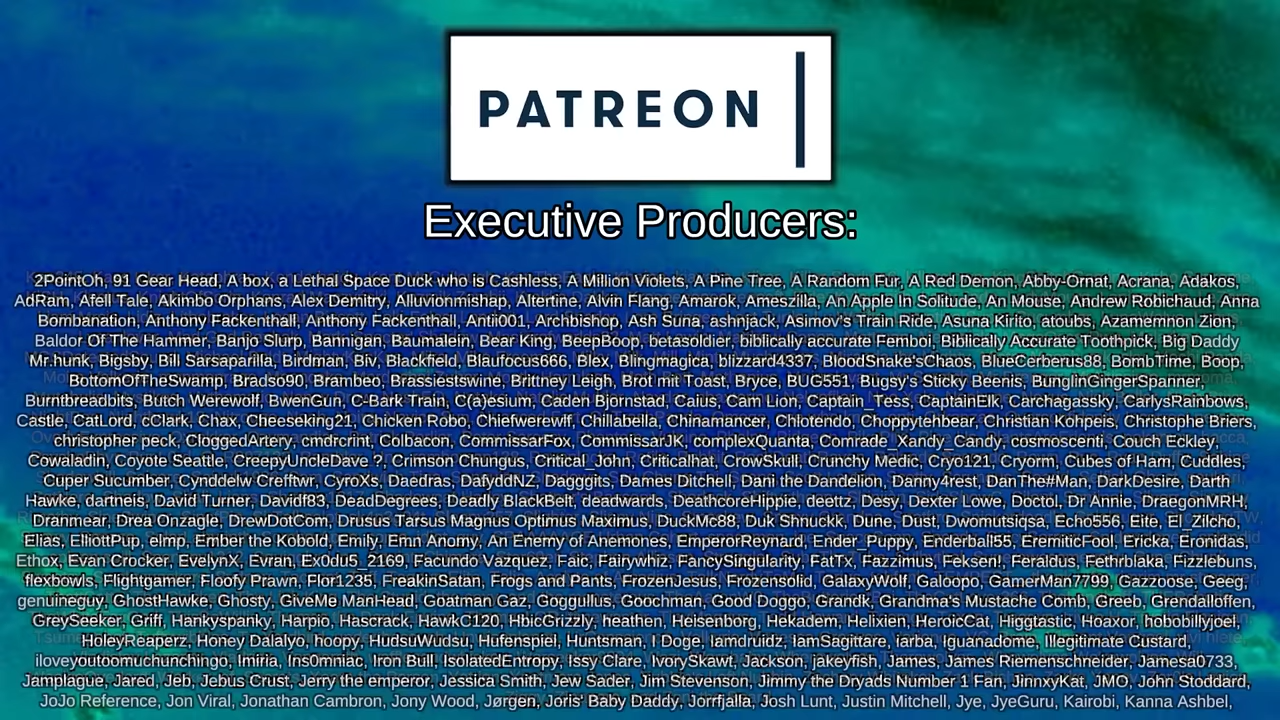 PATREON
Executive Producers:
2PointOh, 91 Gear Head, A box, a Lethal Space Duck who is Cashless, A Million Violets, A Pine Tree, A Random Fur, A Red Demon, Abby-Ornat, Acrana, Adakos,
AdRam, Afell Tale, Akimbo Orphans, Alex Demitry, Alluvionmishap, Altertine, Alvin Flang, Amarok, Ameszilla, An Apple In Solitude, An Mouse, Andrew Robichaud, Anna
Bombanation, Anthony Fackenthall, Anthony Fackenthall, Antii001, Archbishop, Ash Suna, ashnjack, Asimov's Train Ride, Asuna Kirito, atoubs, Azamemnon Zion,
Baldor Of The Hammer, Banjo Slurp, Bannigan, Baumalein, Bear King, BeepBoop, betasoldier, biblically accurate Femboi, Biblically Accurate Toothpick, Big Daddy
Mr.hunk, Bigsby, Bill Sarsaparilla, Birdman, Biv, Blackfield, Blaufocus666, Blex, Blingmagica, blizzard4337, BloodSnake'sChaos, BlueCerberus88, BombTime, Boop,
BottomOfTheSwamp, Bradso90, Brambeo, Brassiestswine, Brittney Leigh, Brot mit Toast, Bryce, BUG551, Bugsy's Sticky Beenis, BunglinGingerSpanner,
Burntbreadbits, Butch Werewolf, BwenGun, C-Bark Train, C(a)esium, Caden Bjornstad, Caius, Cam Lion, Captain_Tess, CaptainElk, Carchagassky, CarlysRainbows,
Castle, CatLord, cClark, Chax, Cheeseking21, Chicken Robo, Chiefwerewlf, Chillabella, Chinamancer, Chlotendo, Choppytehbear, Christian Kohpeis, Christophe Briers,
christopher peck, CloggedArtery, cmdrcrint, Colbacon, CommissarFox, CommissarJK, complexQuanta, Comrade_Xandy_Candy, cosmoscenti, Couch Eckley,
Cowaladin, Coyote Seattle, CreepyUncleDave ?, Crimson Chungus, Critical_John, Criticalhat, CrowSkull, Crunchy Medic, Cryo121, Cryorm, Cubes of Ham, Cuddles,
Cuper Sucumber, Cynddelw Crefftwr, CyroXs, Daedras, DafyddNZ, Dagggits, Dames Ditchell, Dani the Dandelion, Danny4rest, DanThe#Man, DarkDesire, Darth
Hawke, dartneis, David Turner, Davidf83, DeadDegrees, Deadly BlackBelt, deadwards, DeathcoreHippie, deettz, Desy, Dexter Lowe, Doctol, Dr Annie, DraegonMRH,
Dranmear, Drea Onzagle, DrewDotCom, Drusus Tarsus Magnus Optimus Maximus, DuckMc88, Duk Shnuckk, Dune, Dust, Dwomutsiqsa, Echo556, Eite, El_Zilcho,
Elias, ElliottPup, elmp, Ember the Kobold, Emily, Emn Anomy, An Enemy of Anemones, EmperorReynard, Ender_Puppy, Enderball55, EremiticFool, Ericka, Eronidas,
Ethox, Evan Crocker, EvelynX, Evran, Ex0du5_2169, Facundo Vazquez, Faic, Fairywhiz, FancySingularity, FatTx, Fazzimus, Feksen!, Feraldus, Fethrblaka, Fizzlebuns,
flexbowls, Flightgamer, Floofy Prawn, Flor1235, FreakinSatan, Frogs and Pants, FrozenJesus, Frozensolid, GalaxyWolf, Galoopo, GamerMan7799, Gazzoose, Geeg,
genuineguy, GhostHawke, Ghosty, GiveMe ManHead, Goatman Gaz, Goggullus, Goochman, Good Doggo, Grandk, Grandma's Mustache Comb, Greeb, Grendalloffen,
GreySeeker, Griff, Hankyspanky, Harpio, Hascrack, HawkC120, HbicGrizzly, heathen, Heisenborg, Hekadem, Helixien, HeroicCat, Higgtastic, Hoaxor, hobobillyjoel,
HoleyReaperz, Honey Dalalyo, hoopy, HudsuWudsu, Hufenspiel, Huntsman, I Doge, Iamdruidz, IamSagittare, iarba, Iguanadome, Illegitimate Custard,
iloveyoutoomuchunchingo, Imiria, Ins0mniac, Iron Bull, IsolatedEntropy, Issy Clare, IvorySkawt, Jackson, jakeyfish, James, James Riemenschneider, Jamesa0733,
Jamplague, Jared, Jeb, Jebus Crust, Jerry the emperor, Jessica Smith, Jew Sader, Jim Stevenson, Jimmy the Dryads Number 1 Fan, JinnxyKat, JMO, John Stoddard,
JoJo Reference, Jon Viral, Jonathan Cambron, Jony Wood, Jørgen, Joris' Baby Daddy, Jorrfjalla, Josh Lunt, Justin Mitchell, Jye, JyeGuru, Kairobi, Kanna Ashbel,